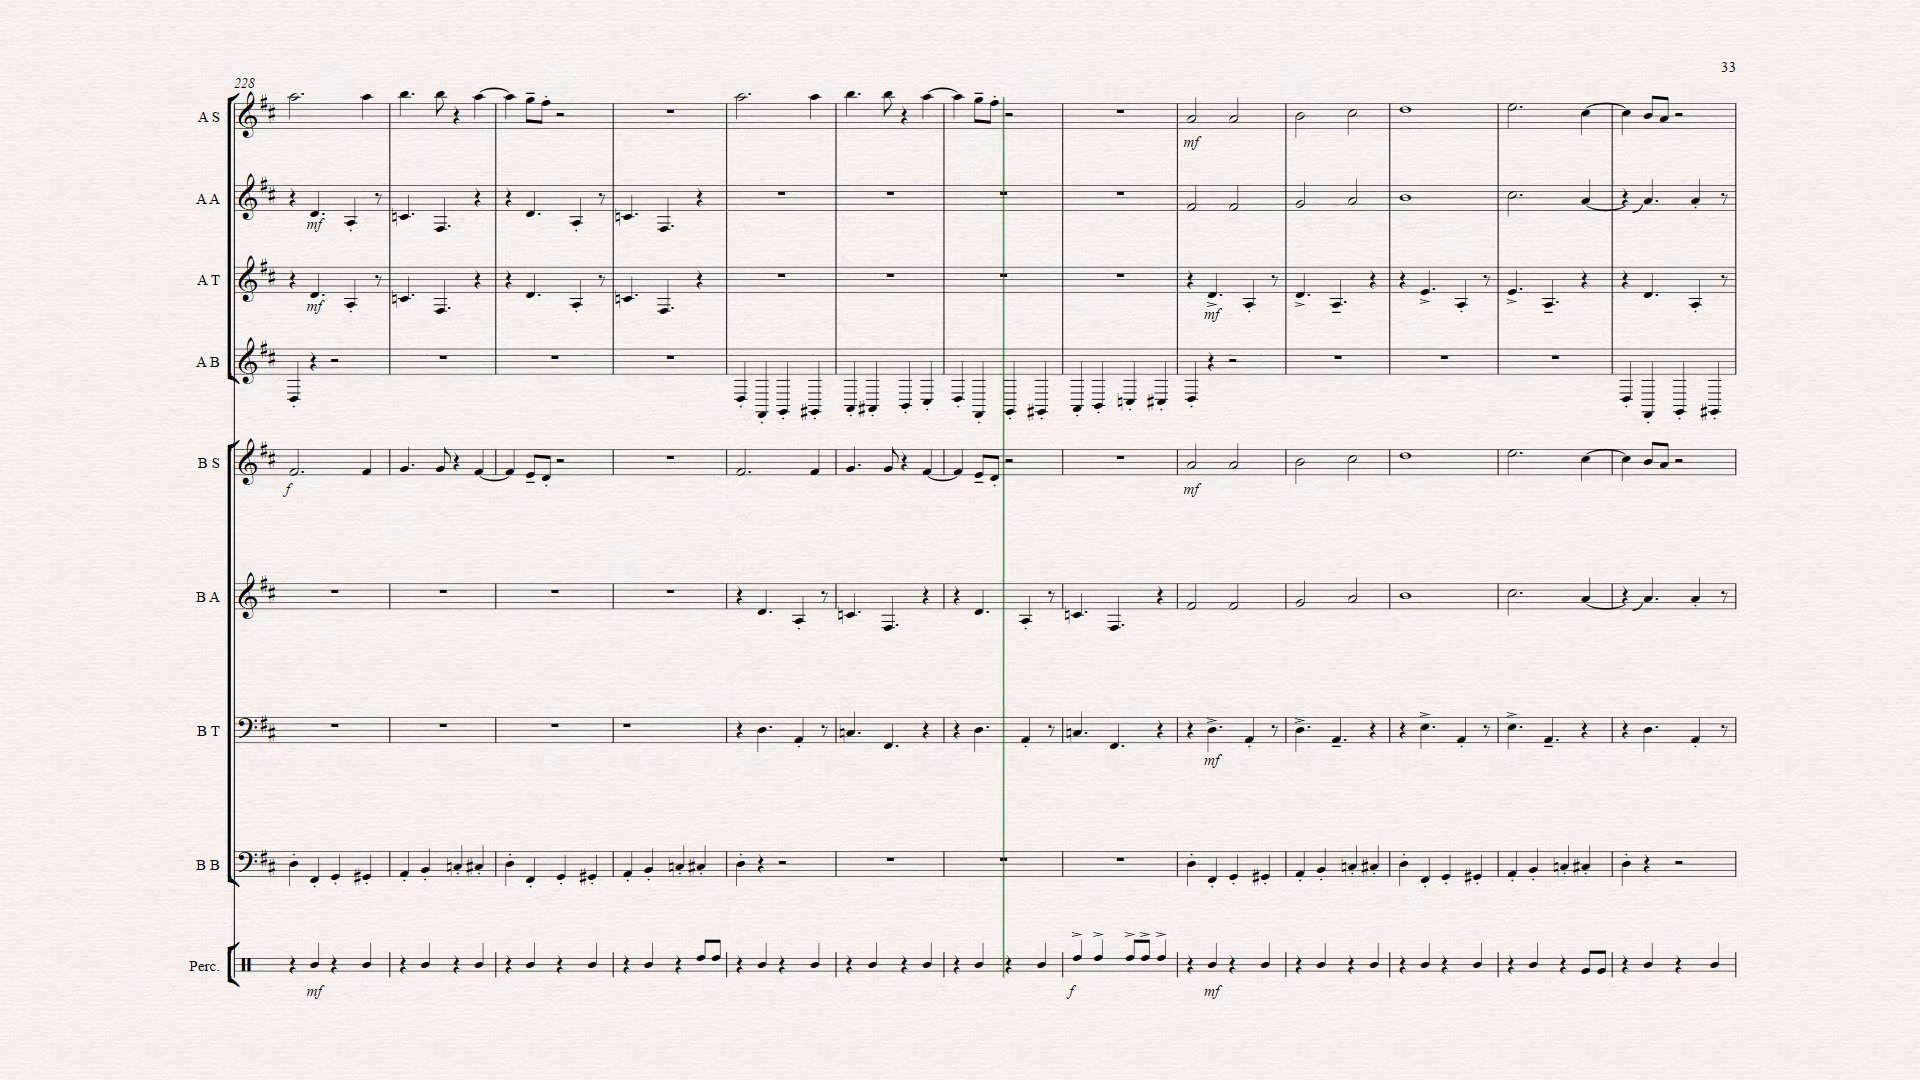 33
228
A S
mf
A A
mf
A T
mf mf
A B
B S
f mf
B A
B T
mf
B B
Perc.
mf f mf